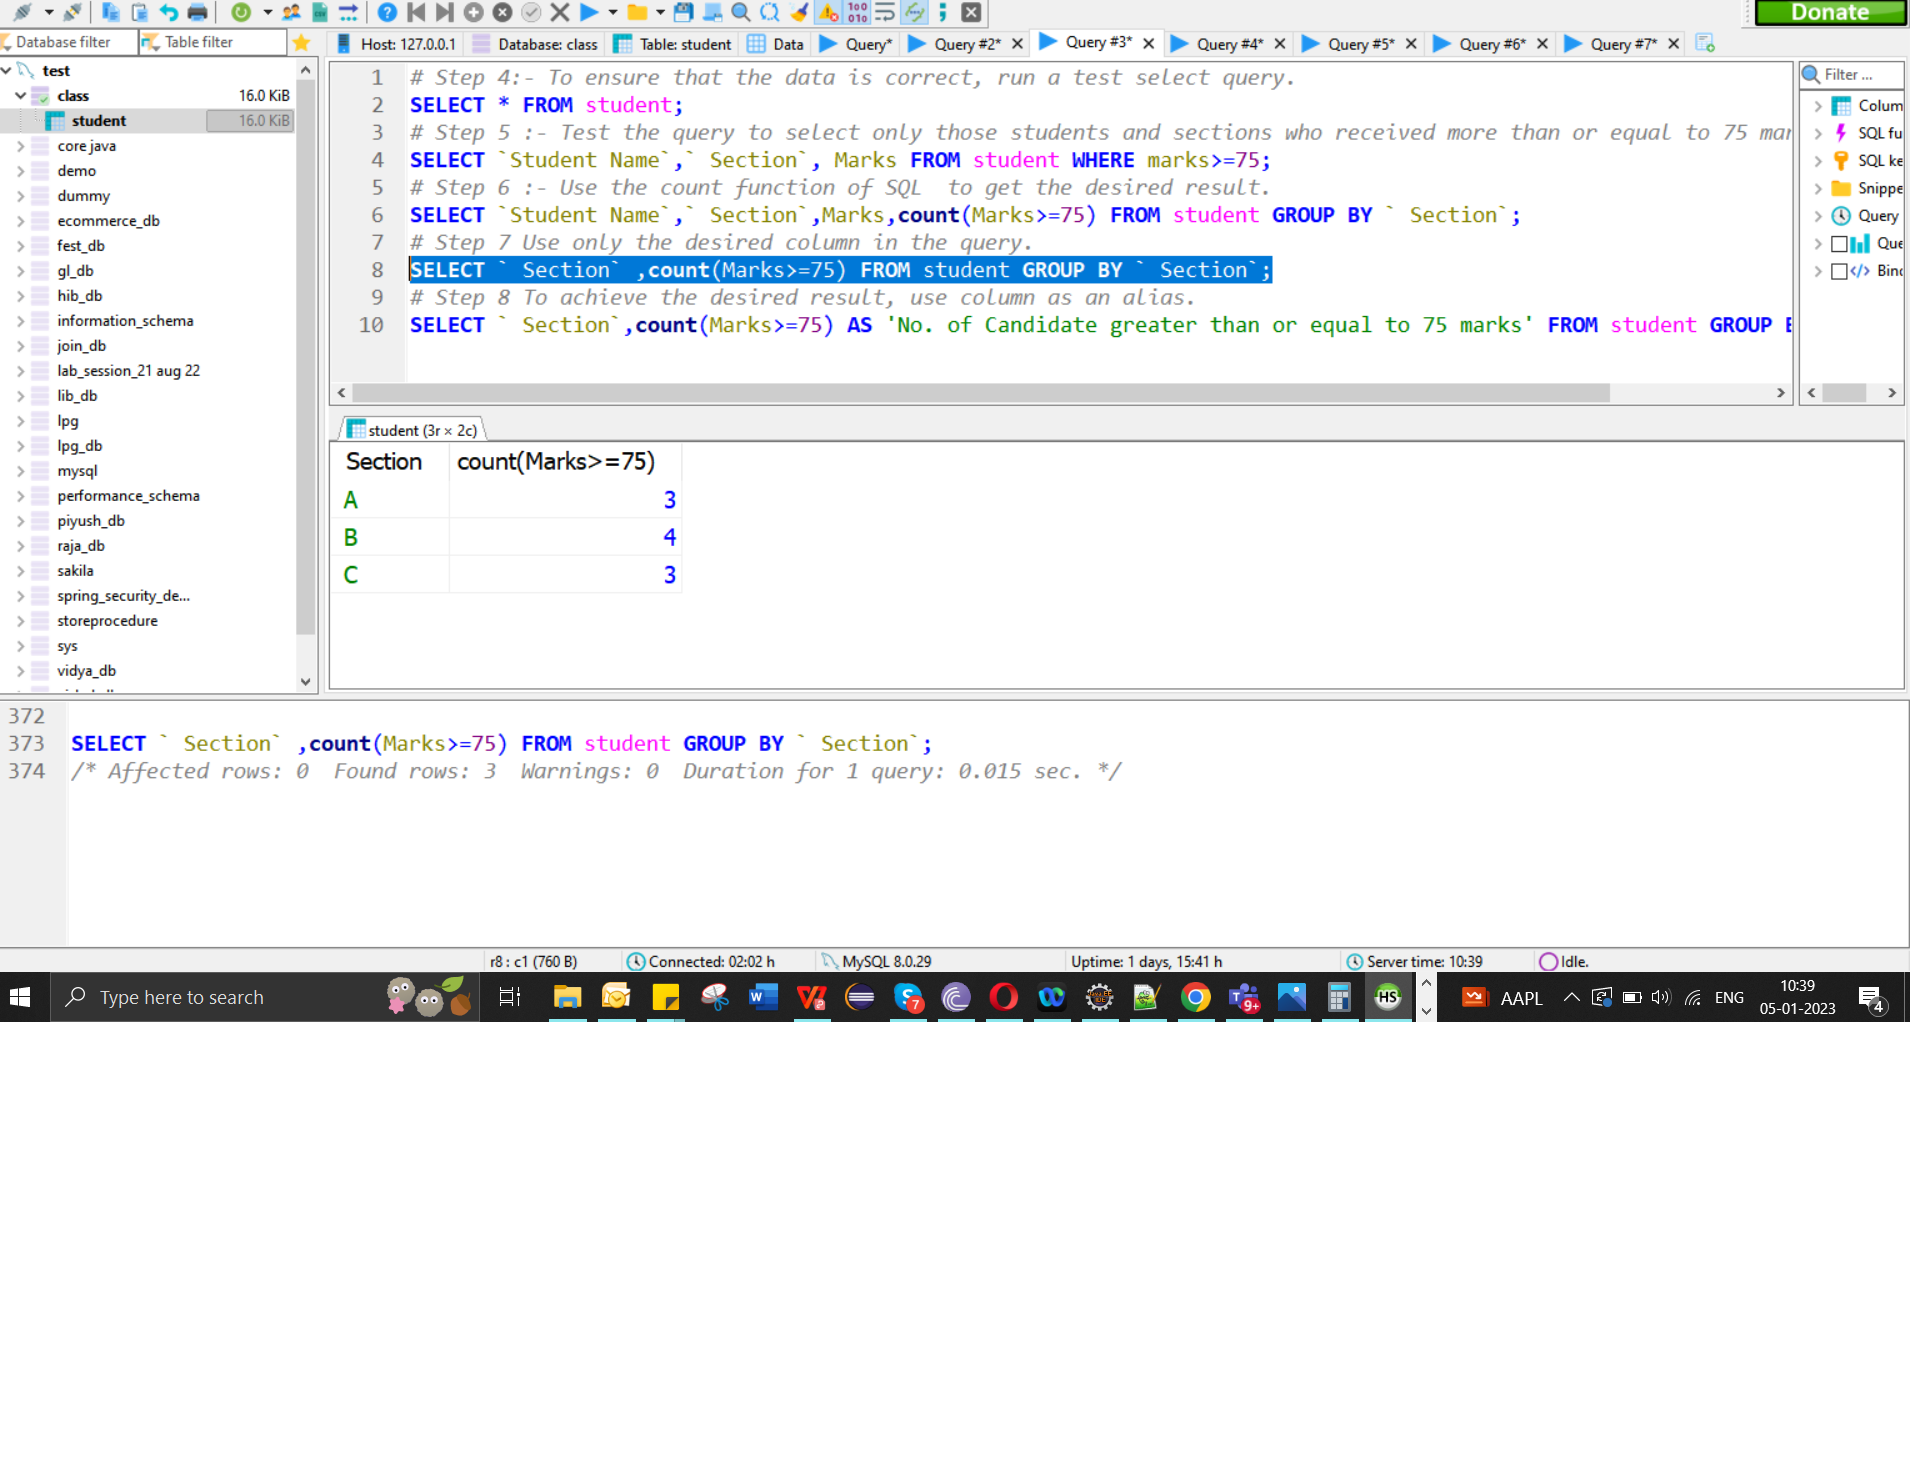 Donate
Database filter
Table filter
Host: 127.0.0.1
Database: class
Table: student
Data
Query*
Query #2*
Query #3*
Query #4*
Query #5*
Query #6*
Query #7*
test
class 16.0 KiB
student 16.0 KiB
core java
demo
dummy
ecommerce_db
fest_db
gl_db
hib_db
information_schema
join_db
lab_session_21 aug 22
lib_db
lpg
lpg_db
mysql
performance_schema
piyush_db
raja_db
sakila
spring_security_de...
storeprocedure
sys
vidya_db
1 # Step 4:- To ensure that the data is correct, run a test select query.
2 SELECT * FROM student;
3 # Step 5 :- Test the query to select only those students and sections who received more than or equal to 75 mar
4 SELECT `Student Name`,` Section`, Marks FROM student WHERE marks>=75;
5 # Step 6 :- Use the count function of SQL  to get the desired result.
6 SELECT `Student Name`,` Section`,Marks,count(Marks>=75) FROM student GROUP BY ` Section`;
7 # Step 7 Use only the desired column in the query.
8 SELECT ` Section` ,count(Marks>=75) FROM student GROUP BY ` Section`;
9 # Step 8 To achieve the desired result, use column as an alias.
10 SELECT ` Section`,count(Marks>=75) AS 'No. of Candidate greater than or equal to 75 marks' FROM student GROUP B
Filter ...
Colum
SQL fu
SQL ke
Snippe
Query
Que
Bind
student (3r × 2c)
Section count(Marks>=75)
A 3
B 4
C 3
372
373 SELECT ` Section` ,count(Marks>=75) FROM student GROUP BY ` Section`;
374 /* Affected rows: 0  Found rows: 3  Warnings: 0  Duration for 1 query: 0.015 sec. */
r8 : c1 (760 B)
Connected: 02:02 h
MySQL 8.0.29
Uptime: 1 days, 15:41 h
Server time: 10:39
Idle.
Type here to search
AAPL
ENG
10:39
05-01-2023
4